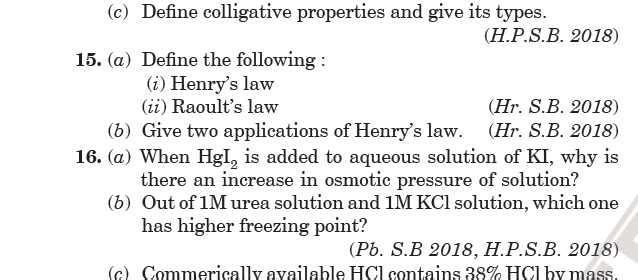 (c) Define colligative properties and give its types.
(H.P.S.B. 2018)
15. (a) Define the following :
(i) Henry's law
(ii) Raoult's law (Hr. S.B. 2018)
(b) Give two applications of Henry's law. (Hr. S.B. 2018)
16. (a) When HgI₂ is added to aqueous solution of KI, why is
there an increase in osmotic pressure of solution?
(b) Out of 1M urea solution and 1M KCl solution, which one
has higher freezing point?
(Pb. S.B 2018, H.P.S.B. 2018)
(c) Commerically available HCl contains 38% HCl by mass.